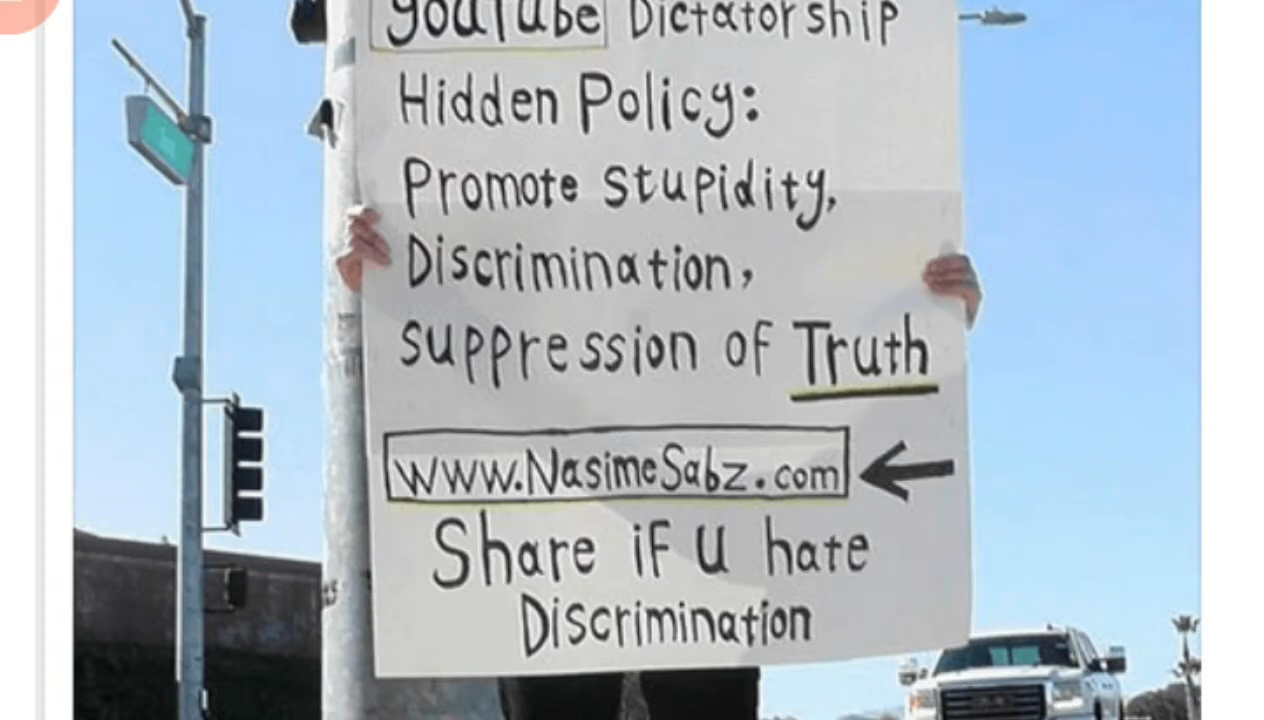 YouTube Dictatorship
Hidden Policy:
Promote stupidity,
Discrimination,
suppression of Truth
www.NasimeSabz.com
Share if u hate
Discrimination